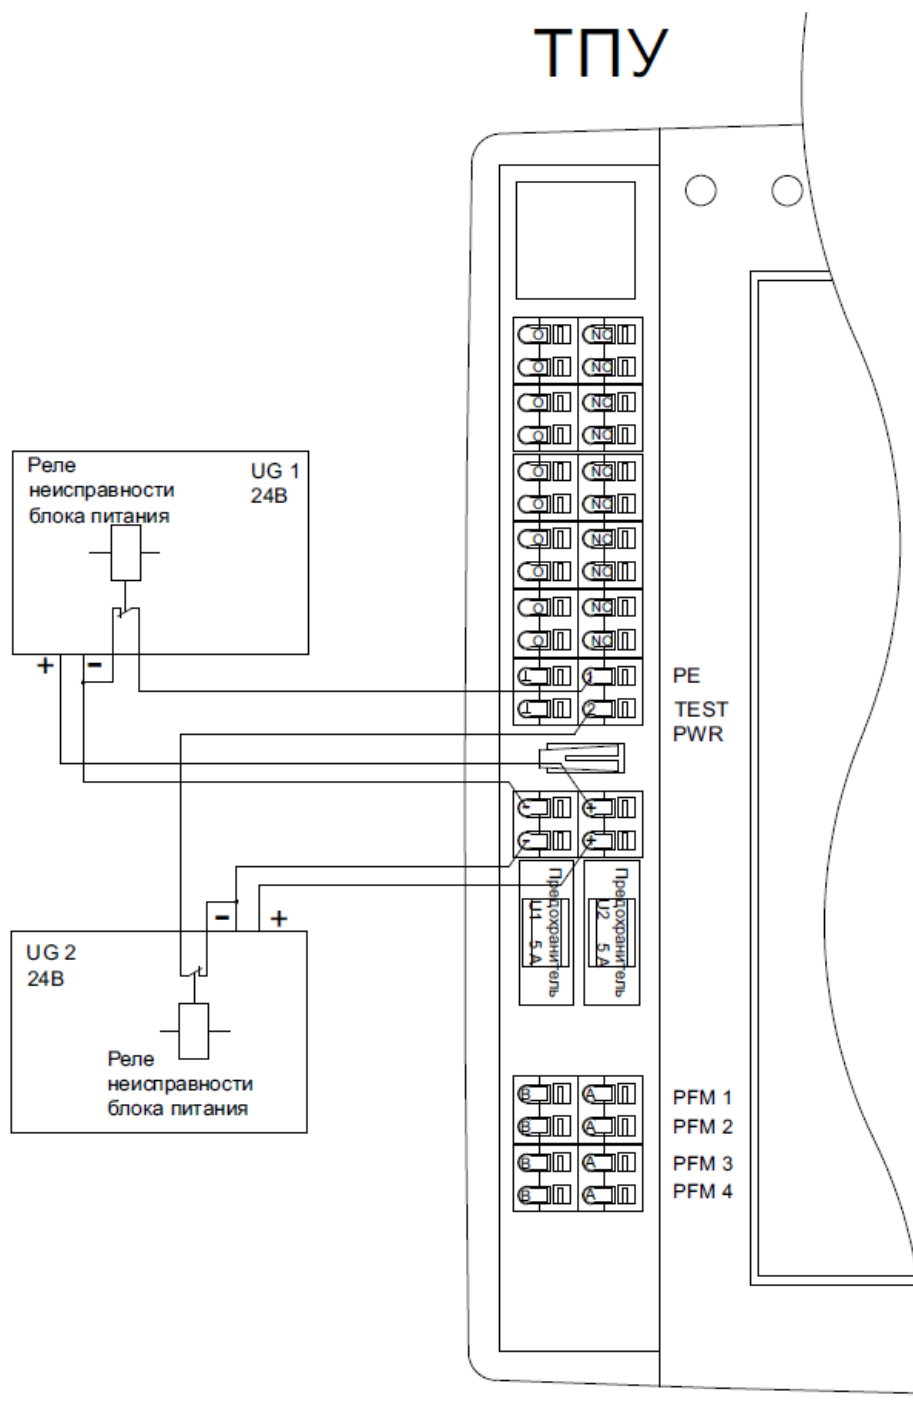 ТПУ
O NC
O NC
O NC
O NC
O NC
O NC
O NC
O NC
O NC
O NC
Реле
неисправности
блока питания
UG 1
24В
+ -
⊥ 1 PE
⊥ 2 TEST
PWR
- +
- +
Предохранитель
U1 5 А
Предохранитель
U2 5 А
- +
UG 2
24В
Реле
неисправности
блока питания
B A PFM 1
B A PFM 2
B A PFM 3
B A PFM 4